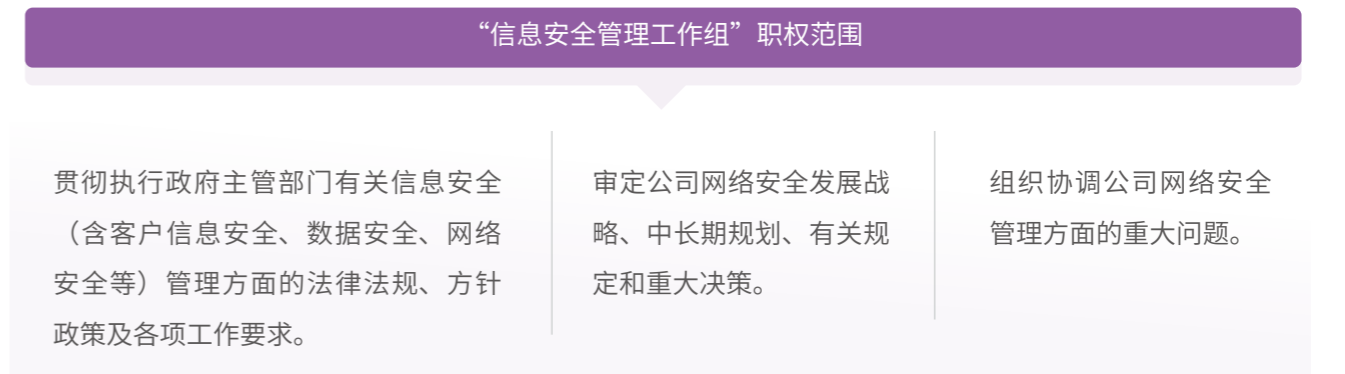 “信息安全管理工作组”职权范围
贯彻执行政府主管部门有关信息安全
（含客户信息安全、数据安全、网络
安全等）管理方面的法律法规、方针
政策及各项工作要求。
审定公司网络安全发展战
略、中长期规划、有关规
定和重大决策。
组织协调公司网络安全
管理方面的重大问题。